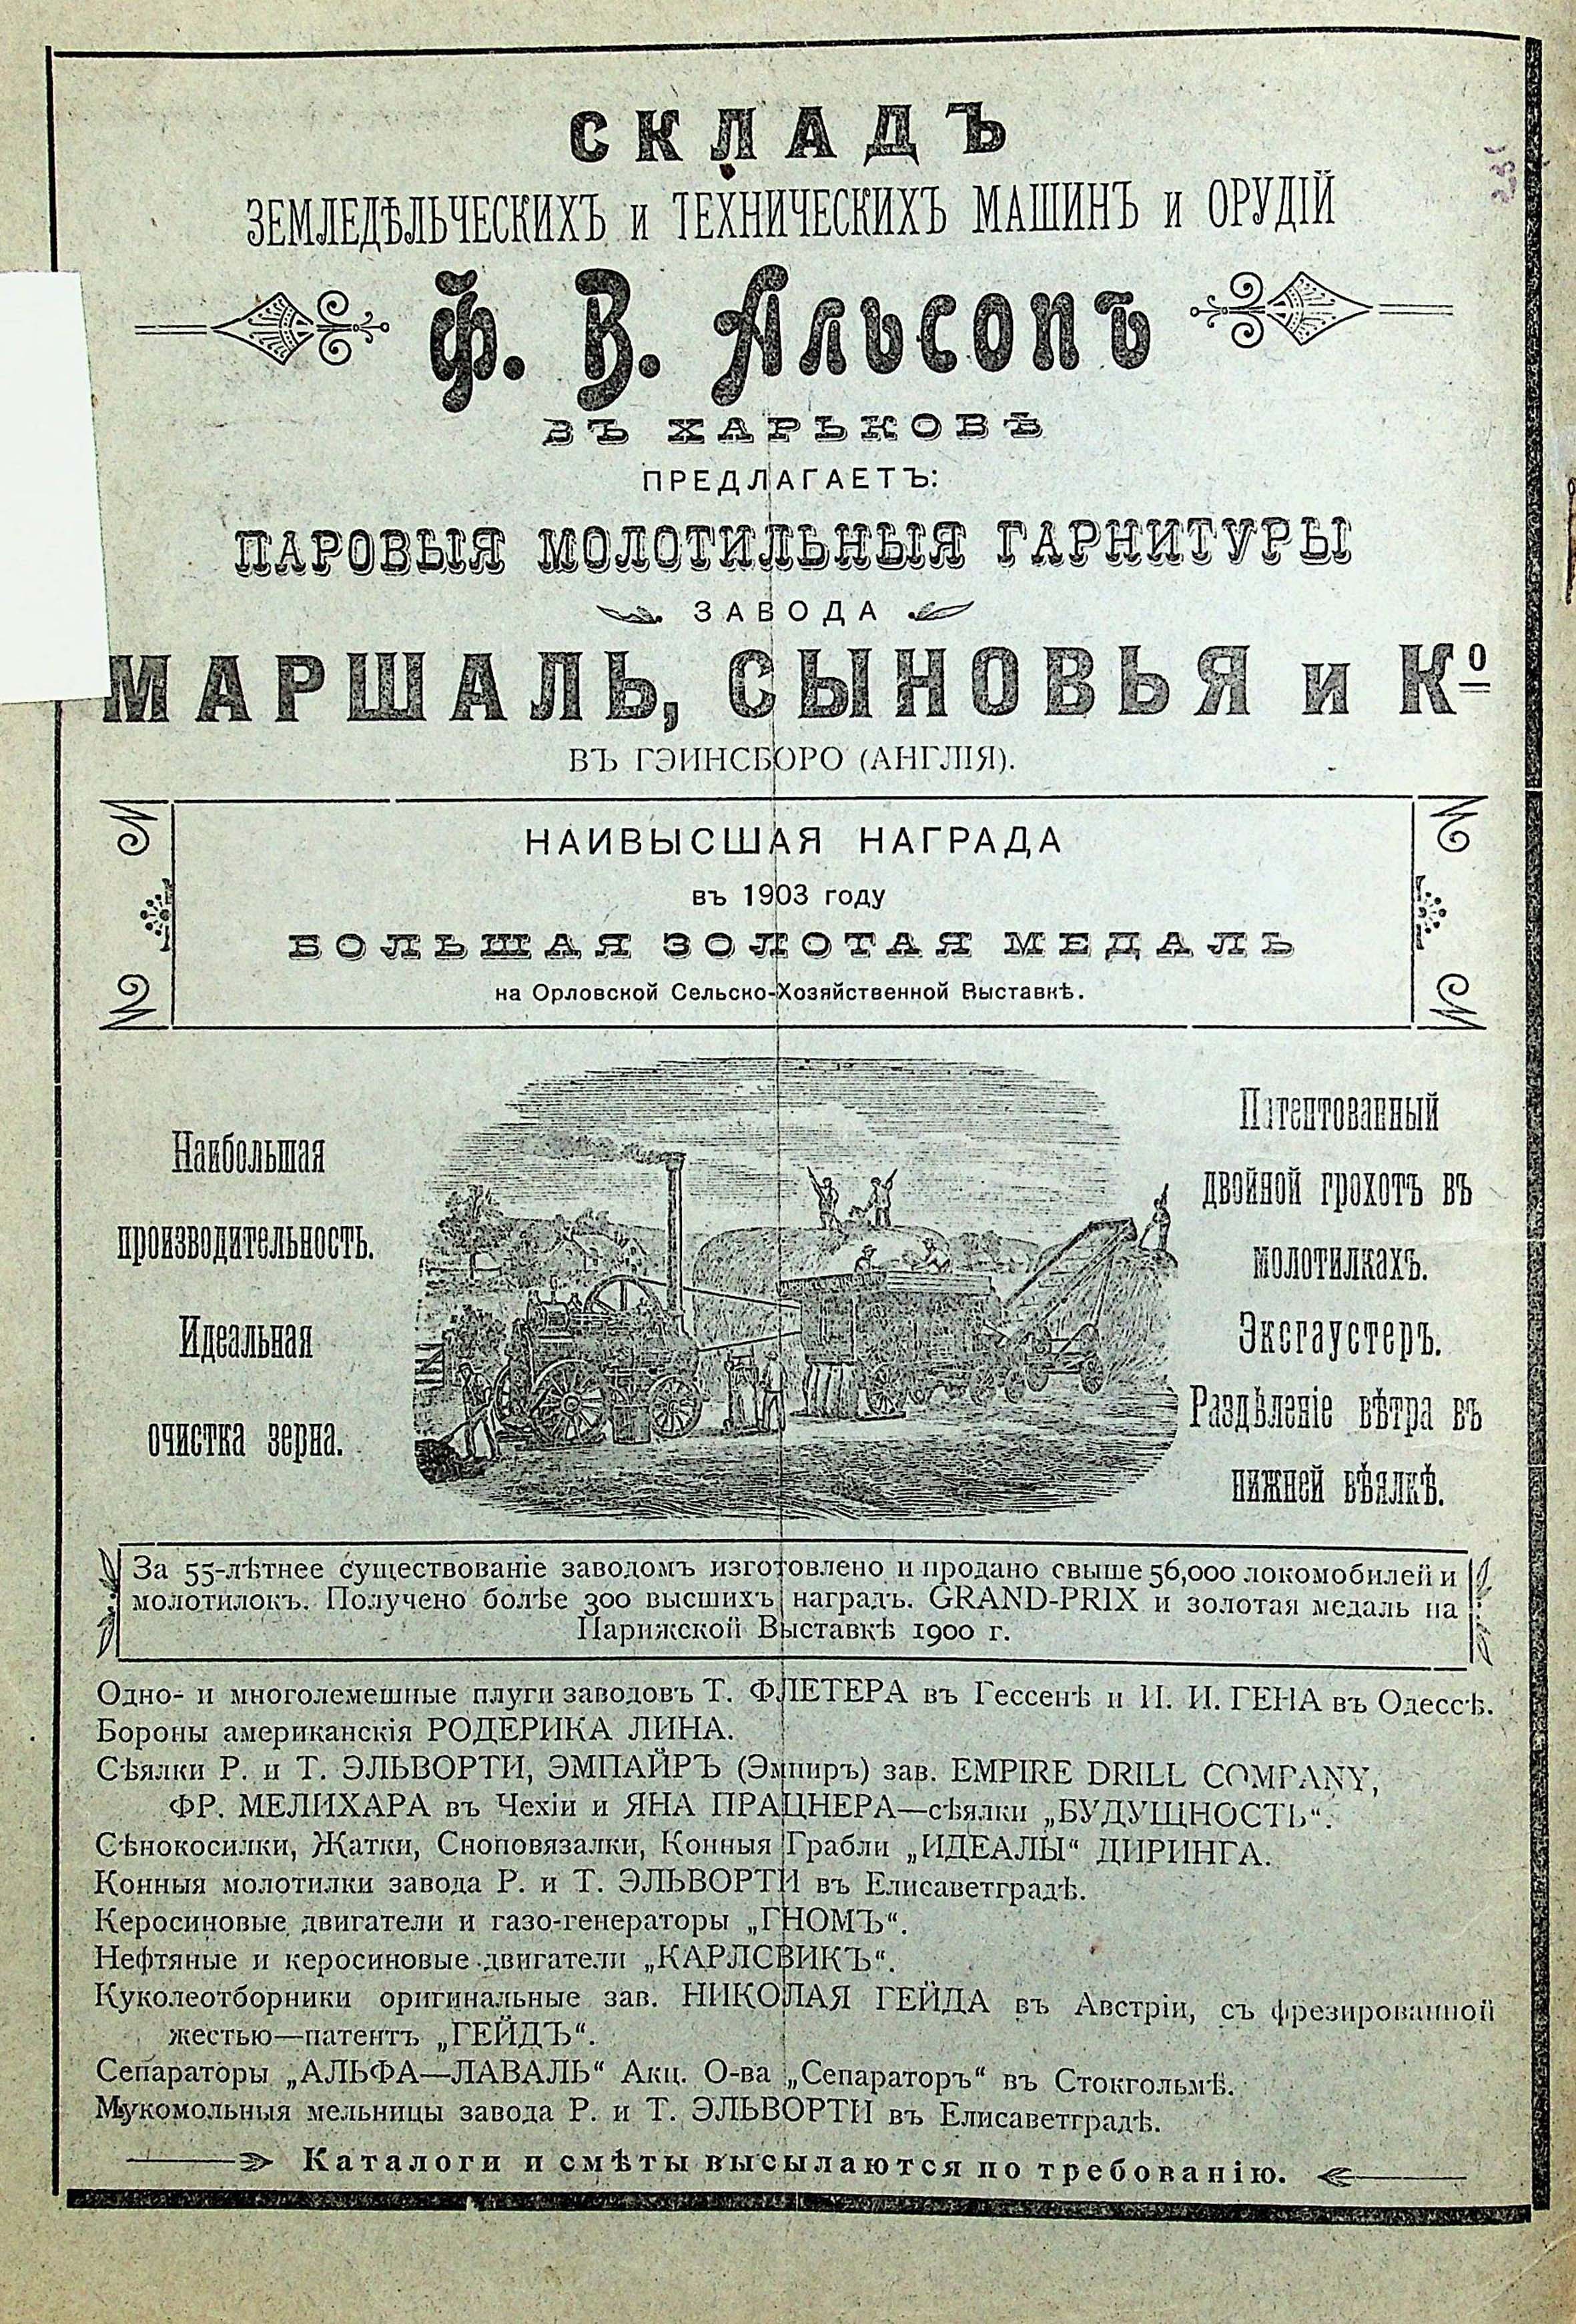 СКЛАДЪ
ЗЕМЛЕДѢЛЬЧЕСКИХЪ и ТЕХНИЧЕСКИХЪ МАШИНЪ и ОРУДІЙ
Ф. В. Альсопъ
ВЪ ХАРЬКОВѢ
ПРЕДЛАГАЕТЪ:
ПАРОВЫЯ МОЛОТИЛЬНЫЯ ГАРНИТУРЫ
ЗАВОДА
МАРШАЛЬ, СЫНОВЬЯ и Кº
ВЪ ГЭИНСБОРО (АНГЛІЯ).
НАИВЫСШАЯ НАГРАДА
въ 1903 году
БОЛЬШАЯ ЗОЛОТАЯ МЕДАЛЬ
на Орловской Сельско-Хозяйственной Выставкѣ.
Наибольшая
производительность.
Идеальная
очистка зерна.
Патентованный
двойной грохотъ въ
молотилкахъ.
Эксгаустеръ.
Раздѣленіе вѣтра въ
нижней вѣялкѣ.
За 55-лѣтнее существованіе заводомъ изготовлено и продано свыше 56,000 локомобилей и
молотилокъ. Получено болѣе 300 высшихъ наградъ. GRAND-PRIX и золотая медаль на
Парижской Выставкѣ 1900 г.
Одно- и многолемешные плуги заводовъ Т. ФЛЕТЕРА въ Гессенѣ и И. И. ГЕНА въ Одессѣ.
Бороны американскія РОДЕРИКА ЛИНА.
Сѣялки Р. и Т. ЭЛЬВОРТИ, ЭМПАЙРЪ (Эмпиръ) зав. EMPIRE DRILL COMPANY,
ФР. МЕЛИХАРА въ Чехіи и ЯНА ПРАЦНЕРА—сѣялки „БУДУЩНОСТЬ“.
Сѣнокосилки, Жатки, Сноповязалки, Конныя Грабли „ИДЕАЛЫ“ ДИРИНГА.
Конныя молотилки завода Р. и Т. ЭЛЬВОРТИ въ Елисаветградѣ.
Керосиновые двигатели и газо-генераторы „ГНОМЪ“.
Нефтяные и керосиновые двигатели „КАРЛСВИКЪ“.
Куколеотборники оригинальные зав. НИКОЛАЯ ГЕЙДА въ Австріи, съ фрезированной
жестью—патентъ „ГЕЙДЪ“.
Сепараторы „АЛЬФА—ЛАВАЛЬ“ Акц. О-ва „Сепараторъ“ въ Стокгольмѣ.
Мукомольныя мельницы завода Р. и Т. ЭЛЬВОРТИ въ Елисаветградѣ.
Каталоги и смѣты высылаются по требованію.